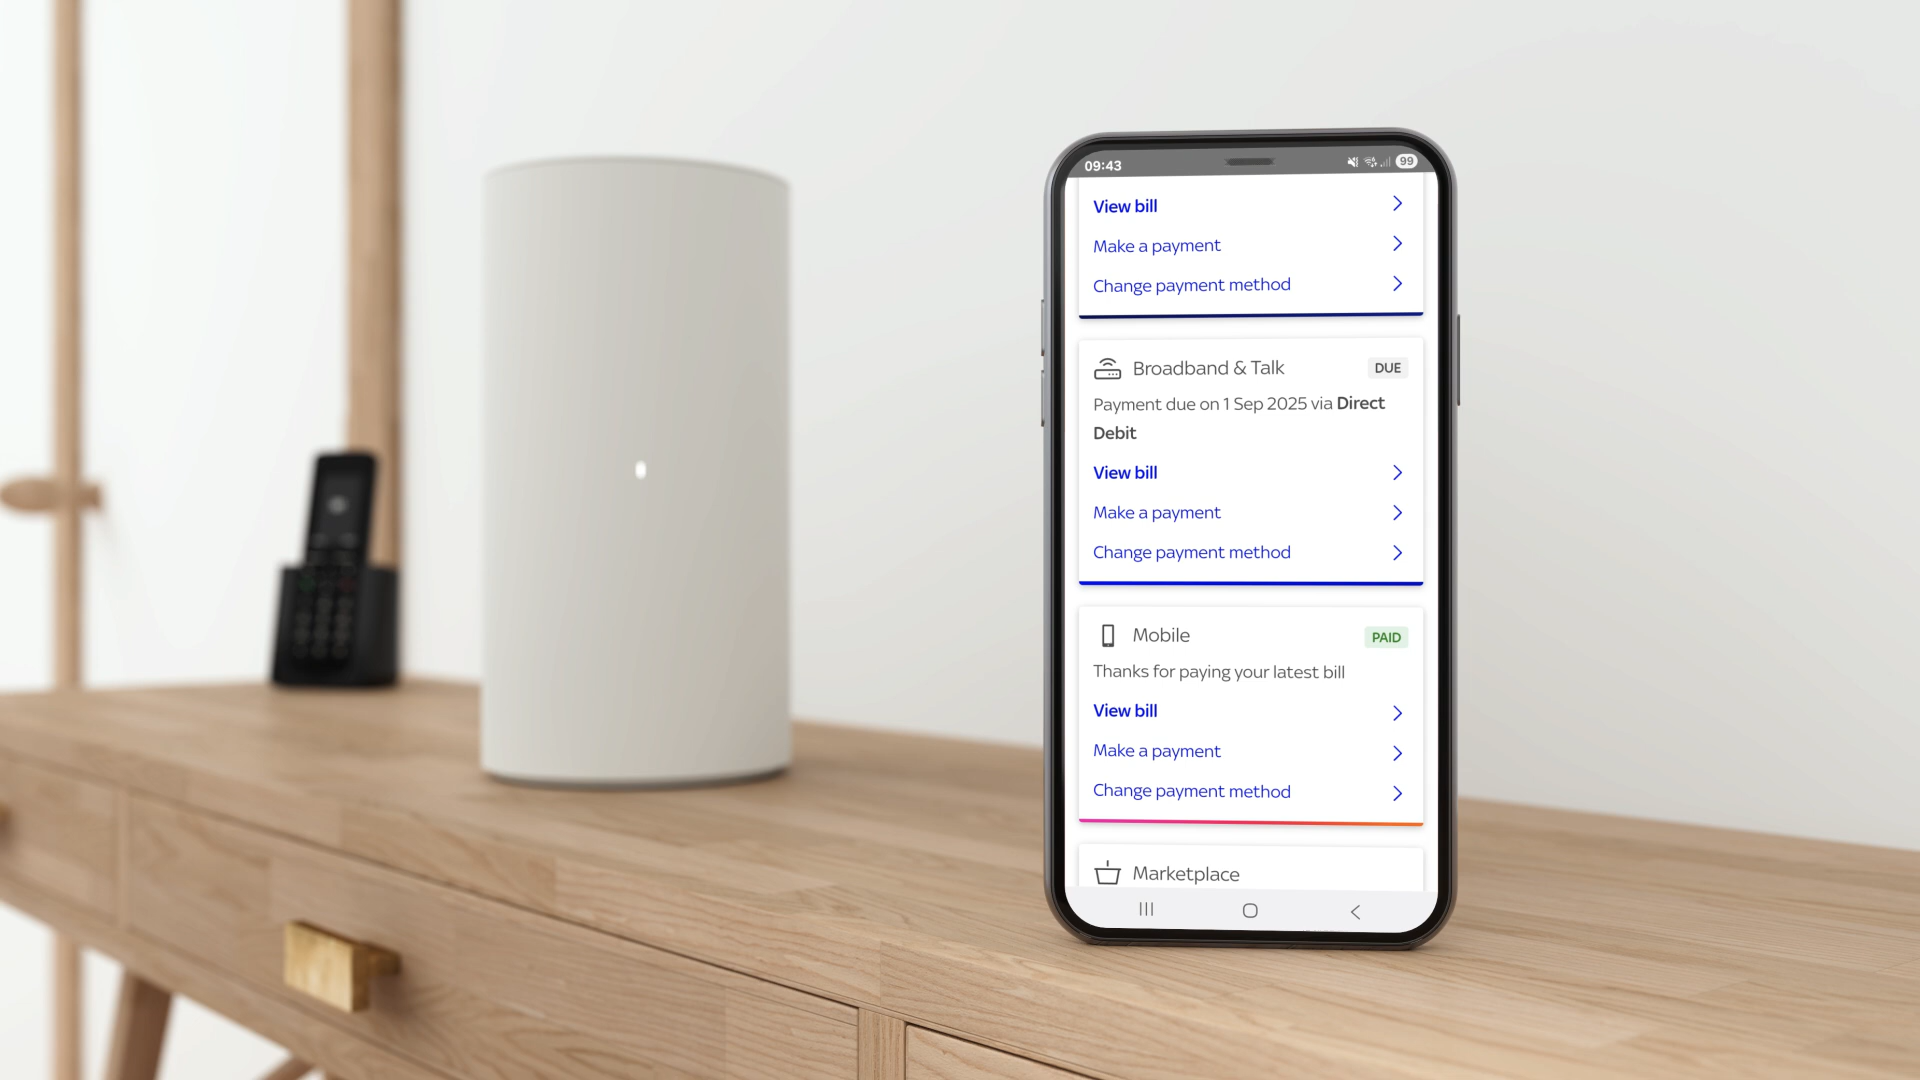 09:43
99
View bill
Make a payment
Change payment method
Broadband & Talk
DUE
Payment due on 1 Sep 2025 via Direct
Debit
View bill
Make a payment
Change payment method
Mobile
PAID
Thanks for paying your latest bill
View bill
Make a payment
Change payment method
Marketplace